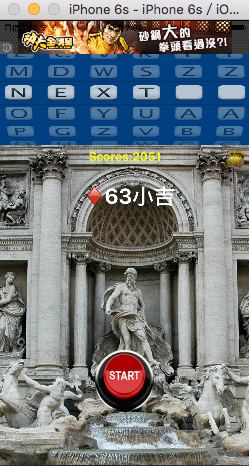 iPhone 6s - iPhone 6s / iO...
砂鍋大的
拳頭看過沒?!
E T X Y Y
M D W S Z Z
N E X T
O F Y U A A
P G Z V B B
Scores:2061
63小吉
START